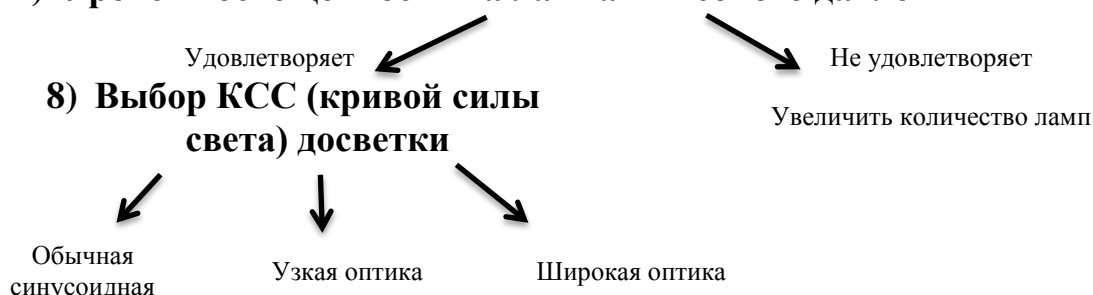 Удовлетворяет
Не удовлетворяет
8) Выбор КСС (кривой силы
света) досветки
Увеличить количество ламп
Обычная
синусоидная
Узкая оптика
Широкая оптика